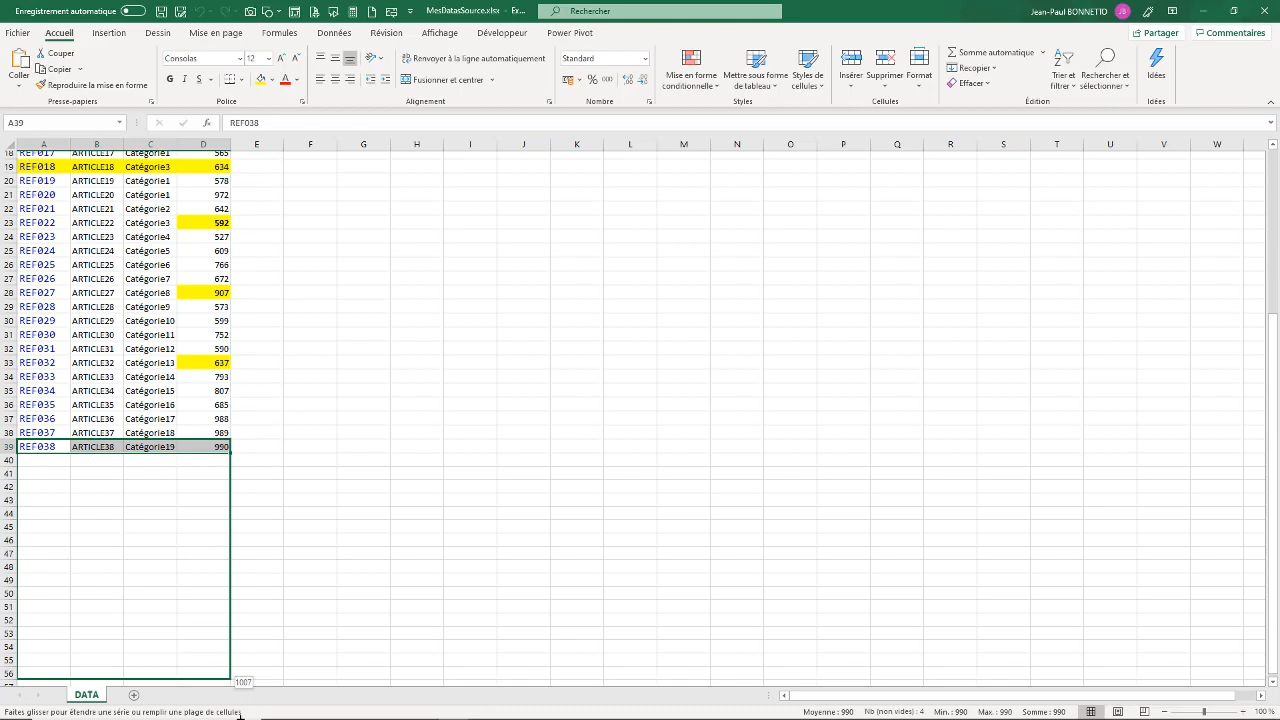 Enregistrement automatique
MesDatasSource.xlsx - Ex...
Rechercher
Jean-Paul BONNETTO
JB
Fichier Accueil Insertion Dessin Mise en page Formules Données Révision Affichage Développeur Power Pivot
Partager Commentaires
Coller
Couper
Copier
Reproduire la mise en forme
Presse-papiers
Consolas 12
G I S
Police
Renvoyer à la ligne automatiquement
Fusionner et centrer
Alignement
Standard
% 000
Nombre
Mise en forme conditionnelle
Mettre sous forme de tableau
Styles de cellules
Styles
Insérer Supprimer Format
Cellules
Somme automatique
Recopier
Effacer
Trier et filtrer
Rechercher et sélectionner
Édition
Idées
Idées
A39 fx REF038
A B C D E F G H I J K L M N O P Q R S T U V W
18 REF017 ARTICLE17 Catégorie1 565
19 REF018 ARTICLE18 Catégorie3 634
20 REF019 ARTICLE19 Catégorie1 578
21 REF020 ARTICLE20 Catégorie1 972
22 REF021 ARTICLE21 Catégorie2 642
23 REF022 ARTICLE22 Catégorie3 592
24 REF023 ARTICLE23 Catégorie4 527
25 REF024 ARTICLE24 Catégorie5 609
26 REF025 ARTICLE25 Catégorie6 766
27 REF026 ARTICLE26 Catégorie7 672
28 REF027 ARTICLE27 Catégorie8 907
29 REF028 ARTICLE28 Catégorie9 573
30 REF029 ARTICLE29 Catégorie10 599
31 REF030 ARTICLE30 Catégorie11 752
32 REF031 ARTICLE31 Catégorie12 590
33 REF032 ARTICLE32 Catégorie13 637
34 REF033 ARTICLE33 Catégorie14 793
35 REF034 ARTICLE34 Catégorie15 807
36 REF035 ARTICLE35 Catégorie16 685
37 REF036 ARTICLE36 Catégorie17 988
38 REF037 ARTICLE37 Catégorie18 989
39 REF038 ARTICLE38 Catégorie19 990
40
41
42
43
44
45
46
47
48
49
50
51
52
53
54
55
56
1007
DATA
Faites glisser pour étendre une série ou remplir une plage de cellules
Moyenne : 990 Nb (non vides) : 4 Min. : 990 Max. : 990 Somme : 990
100 %